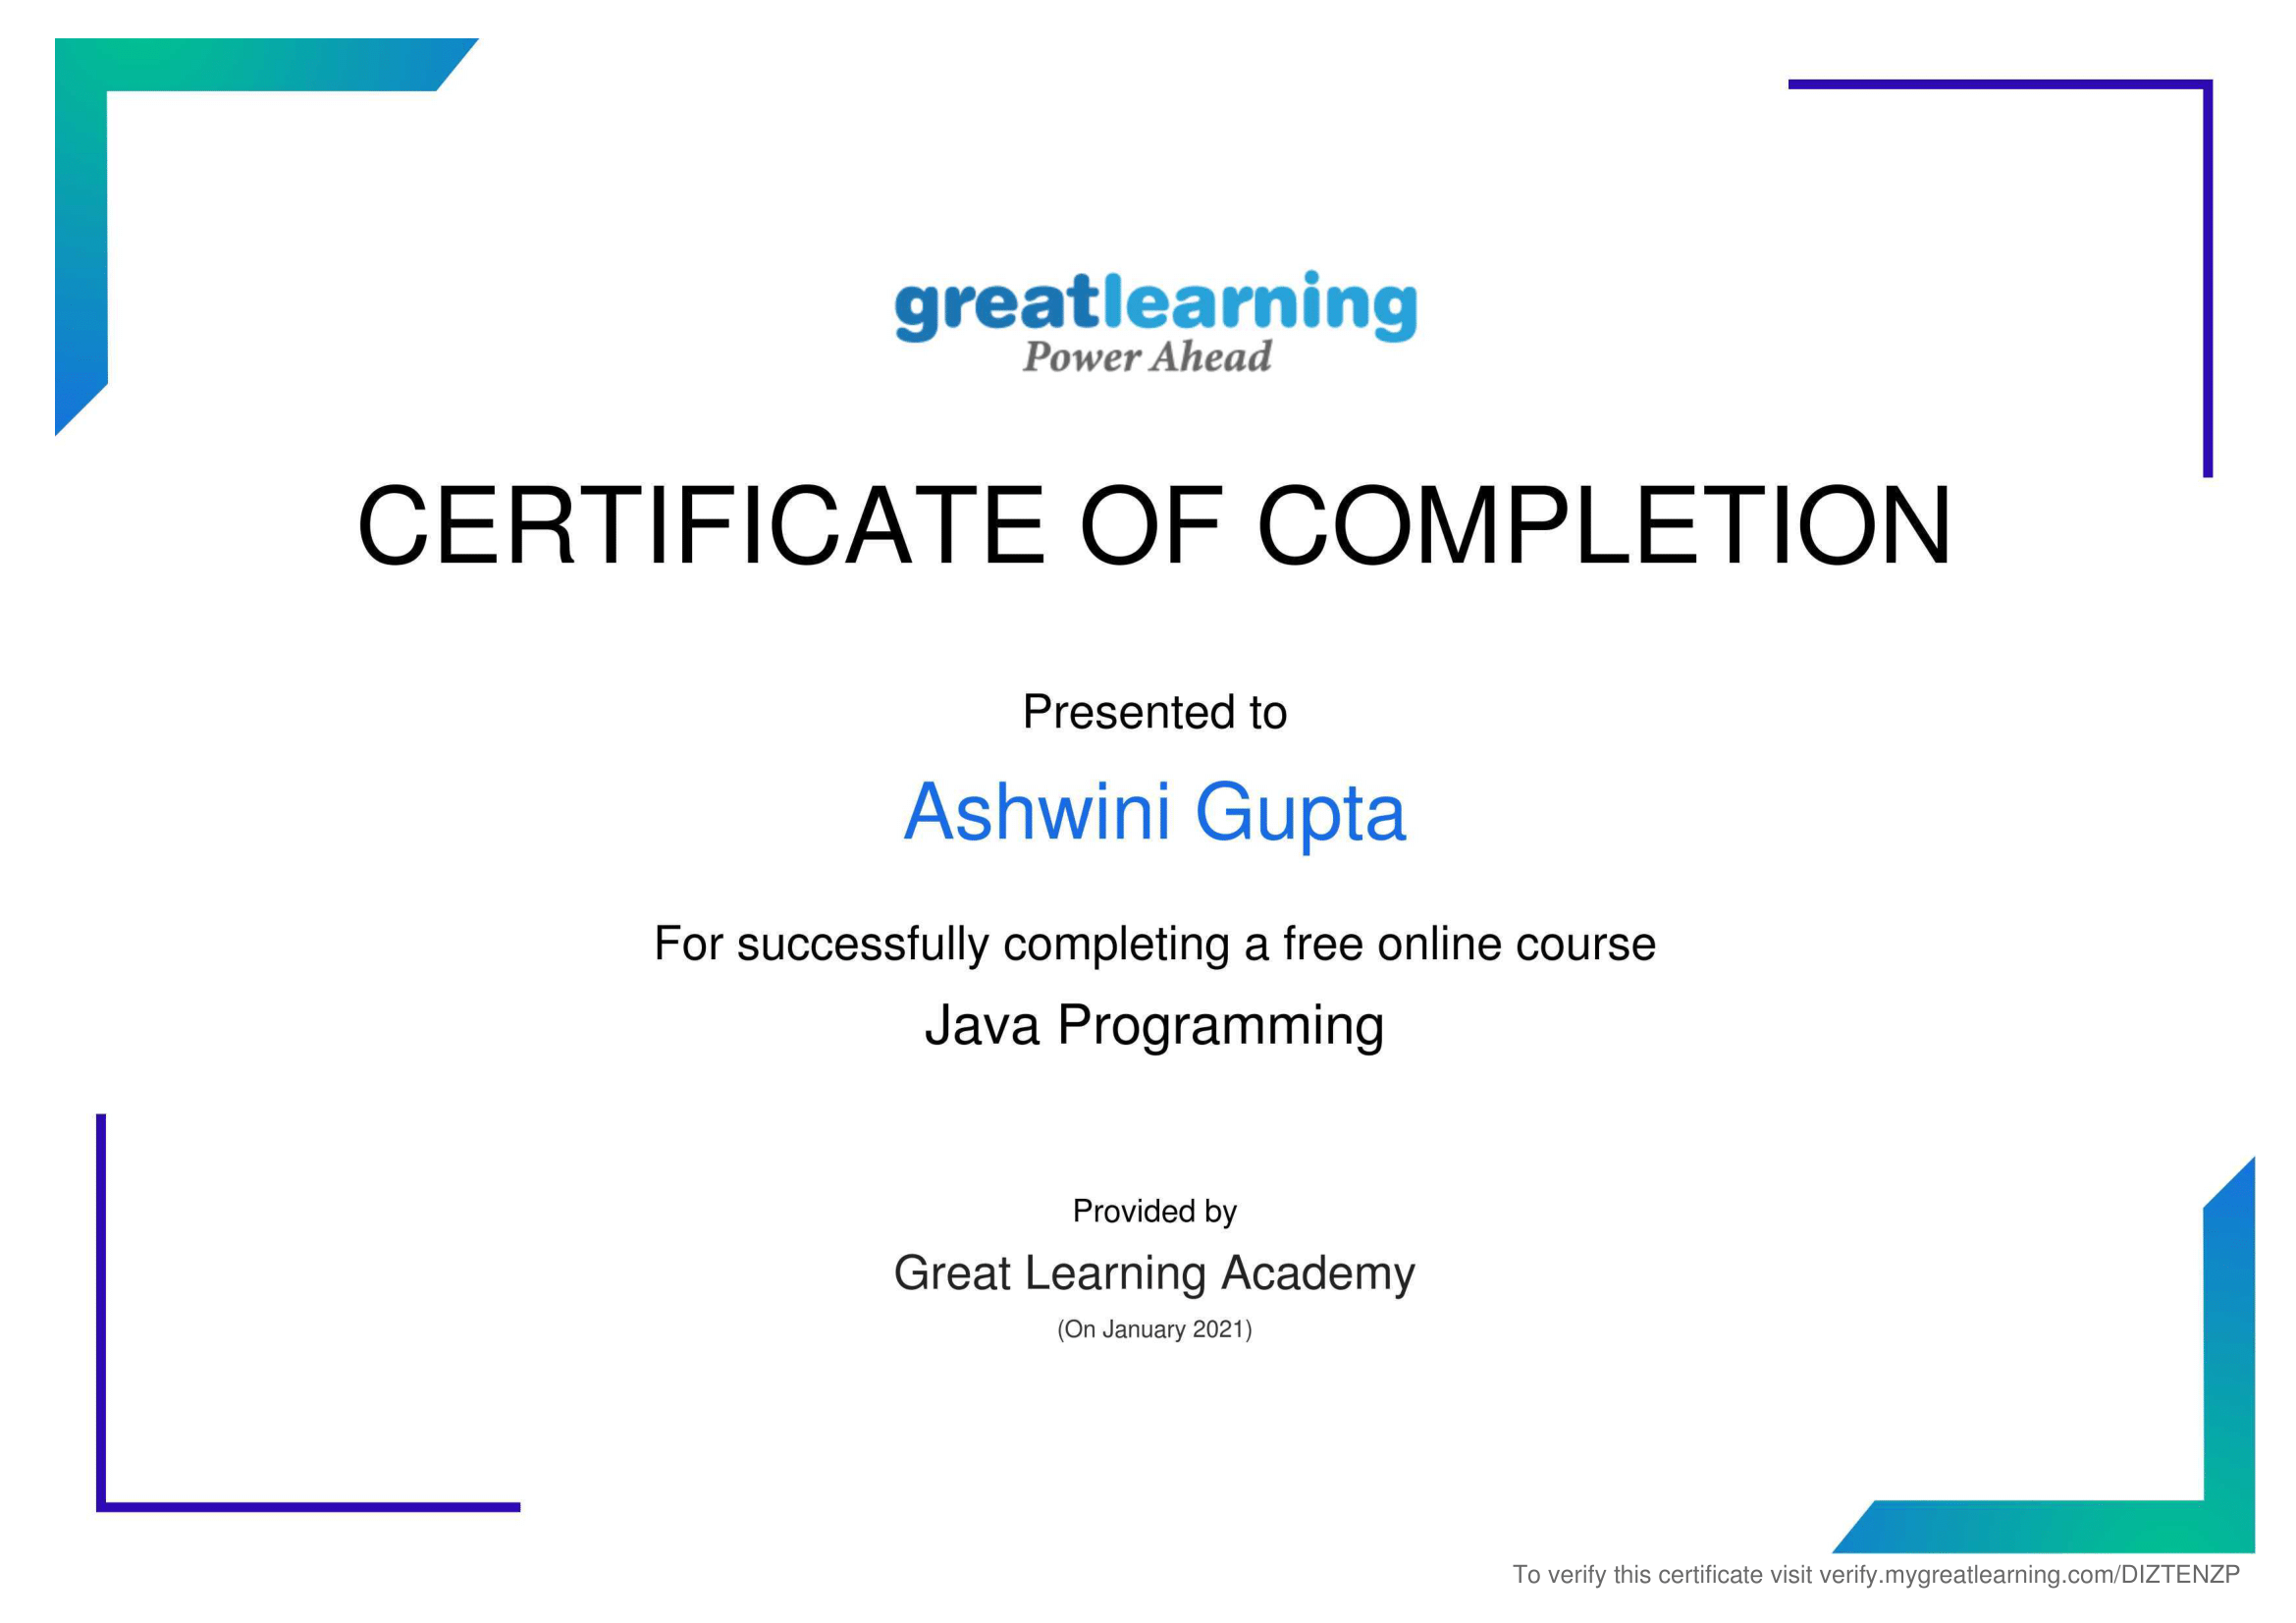 greatlearning
Power Ahead
CERTIFICATE OF COMPLETION
Presented to
Ashwini Gupta
For successfully completing a free online course
Java Programming
Provided by
Great Learning Academy
(On January 2021)
To verify this certificate visit verify.mygreatlearning.com/DIZTENZP